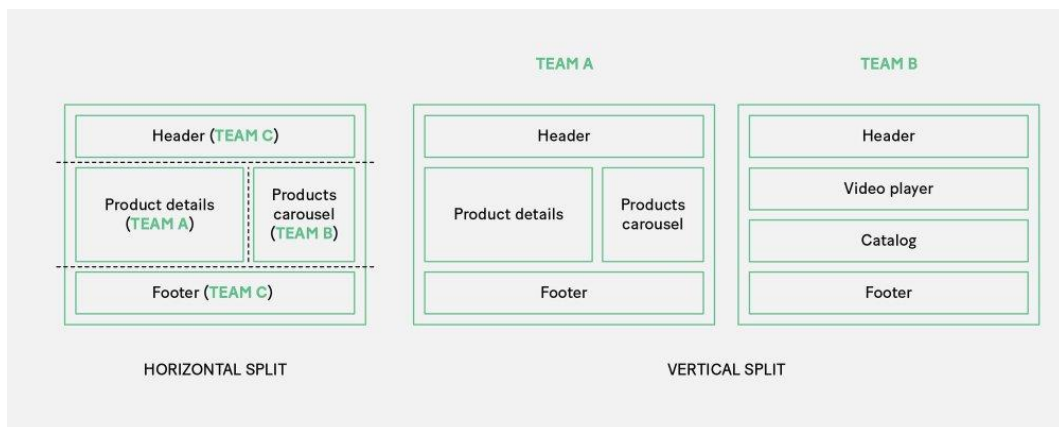 TEAM A
TEAM B
Header (TEAM C)
Product details
(TEAM A)
Products
carousel
(TEAM B)
Footer (TEAM C)
Header
Product details
Products
carousel
Footer
Header
Video player
Catalog
Footer
HORIZONTAL SPLIT
VERTICAL SPLIT